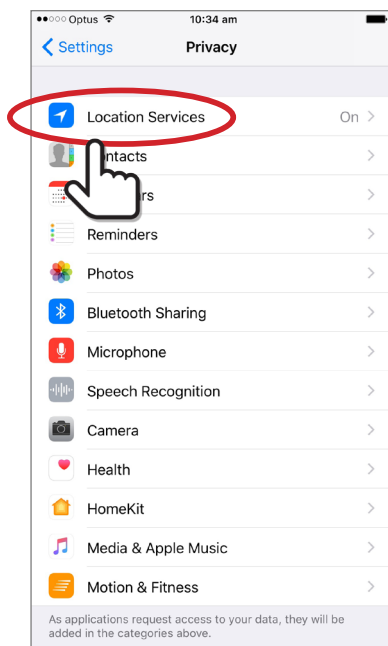 Optus 10:34 am
Settings Privacy
Location Services On
ntacts
rs
Reminders
Photos
Bluetooth Sharing
Microphone
Speech Recognition
Camera
Health
HomeKit
Media & Apple Music
Motion & Fitness
As applications request access to your data, they will be
added in the categories above.